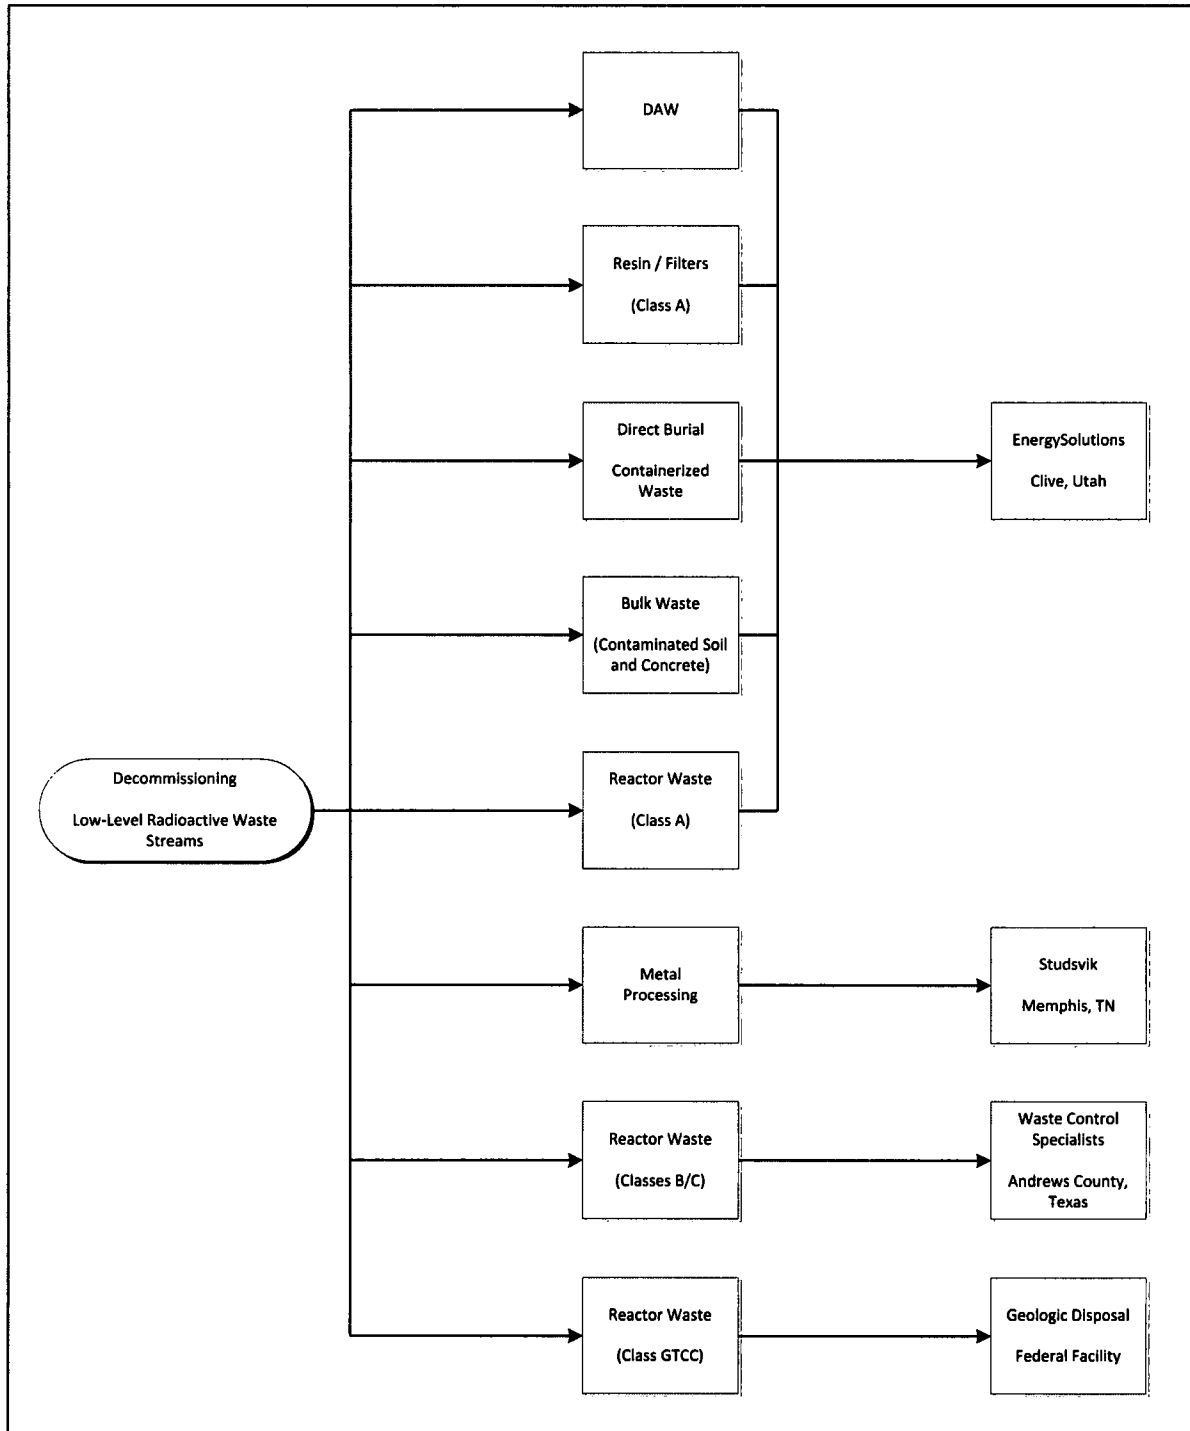 DAW
Resin / Filters
(Class A)
Direct Burial
Containerized
Waste
EnergySolutions
Clive, Utah
Bulk Waste
(Contaminated Soil
and Concrete)
Decommissioning
Low-Level Radioactive Waste
Streams
Reactor Waste
(Class A)
Metal
Processing
Studsvik
Memphis, TN
Reactor Waste
(Classes B/C)
Waste Control
Specialists
Andrews County,
Texas
Reactor Waste
(Class GTCC)
Geologic Disposal
Federal Facility